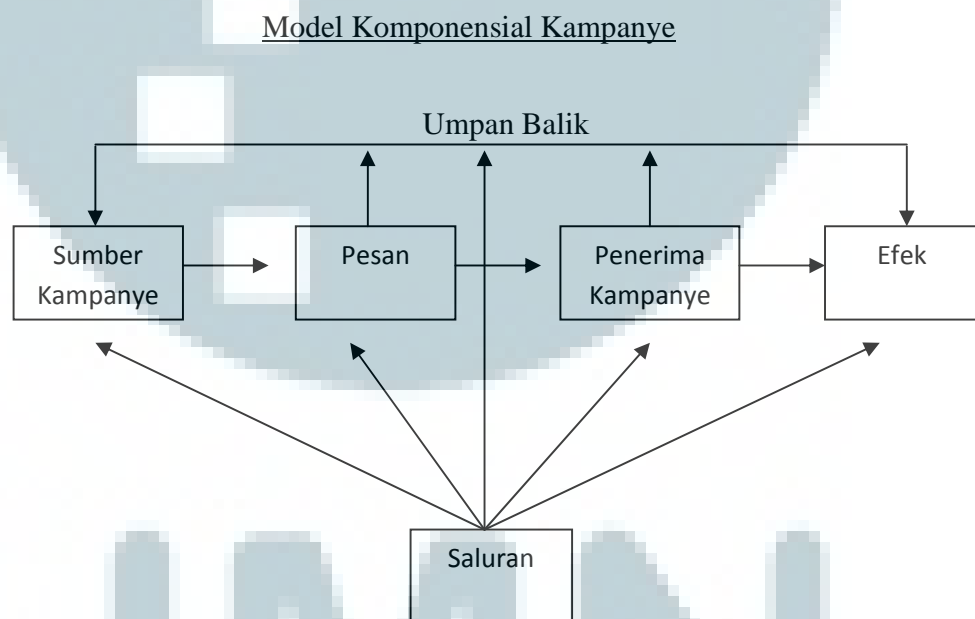 Model Komponensial Kampanye
Umpan Balik
Sumber
Kampanye
Pesan
Penerima
Kampanye
Efek
Saluran